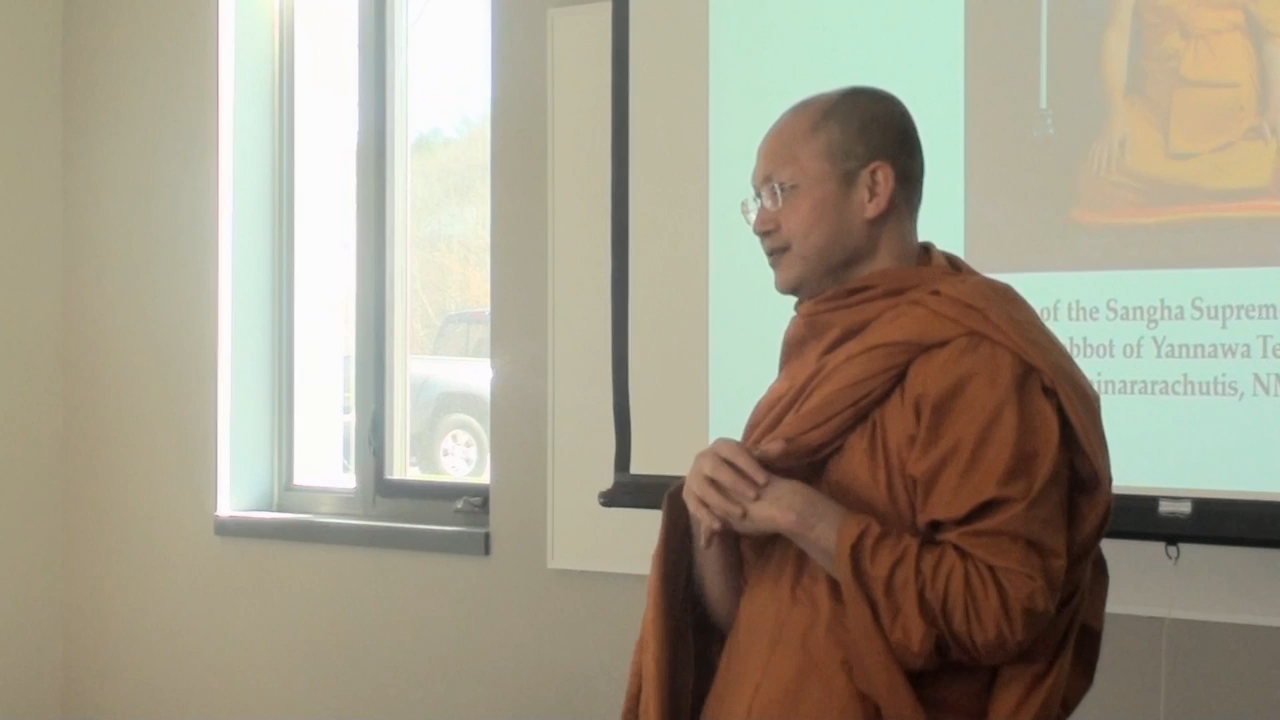 of the Sangha Suprem
bbot of Yannawa Te
inararachutis, NM